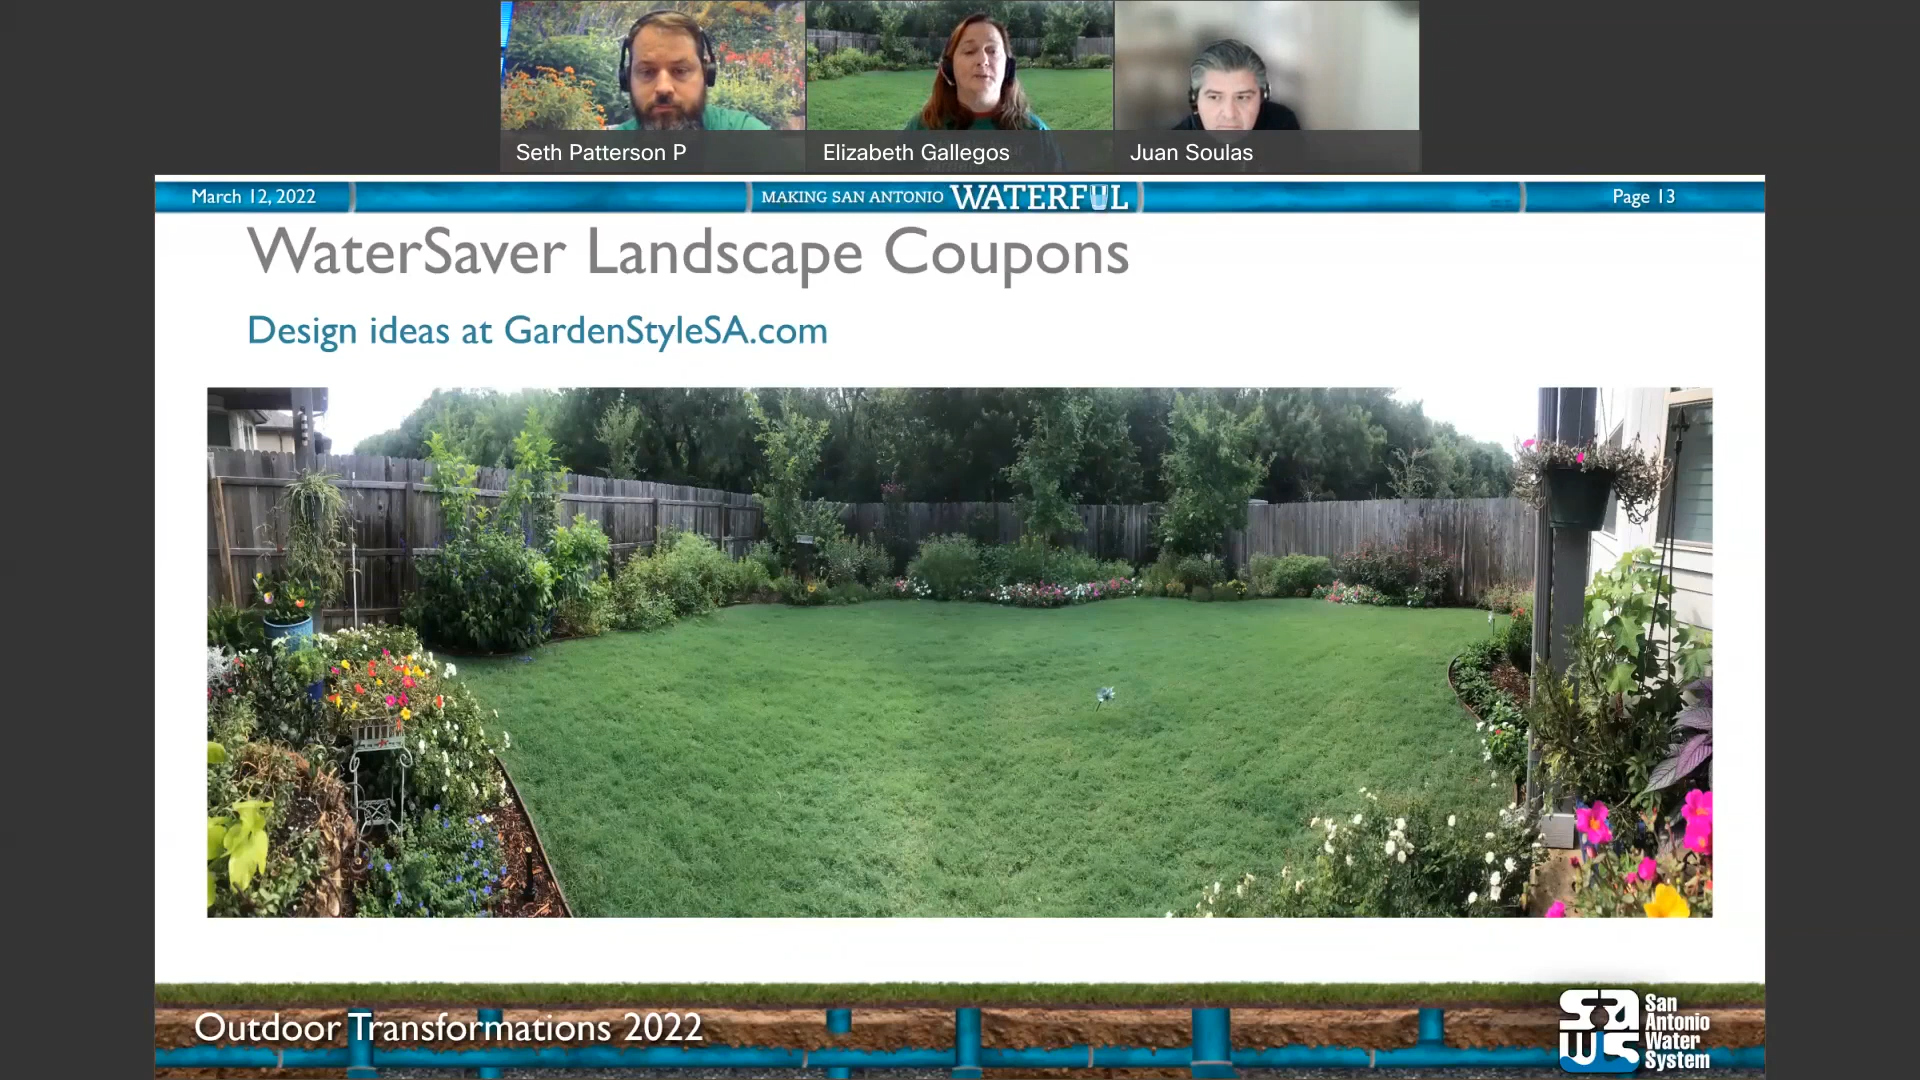 Seth Patterson P
Elizabeth Gallegos
Juan Soulas
March 12, 2022
MAKING SAN ANTONIO WATERFUL
Page 13
WaterSaver Landscape Coupons
Design ideas at GardenStyleSA.com
Outdoor Transformations 2022
SAWS
San
Antonio
Water
System